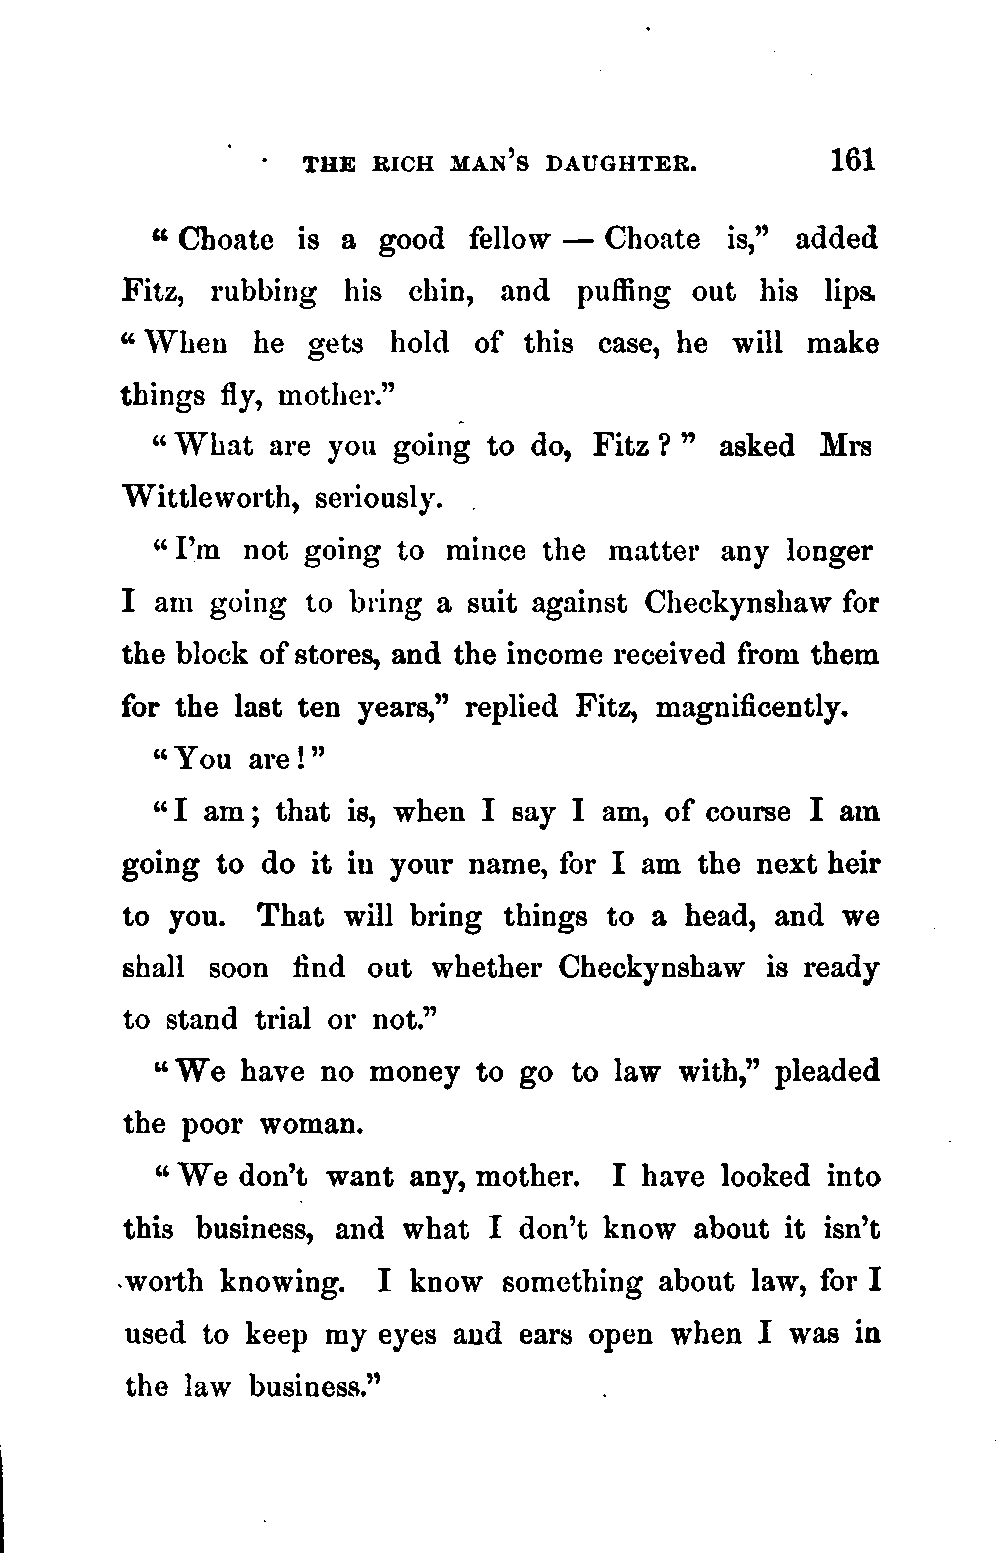 THE RICH MAN'S DAUGHTER. 161
“Choate is a good fellow — Choate is,” added
Fitz, rubbing his chin, and puffing out his lips.
“When he gets hold of this case, he will make
things fly, mother.”
“What are you going to do, Fitz?” asked Mrs
Wittleworth, seriously.
“I'm not going to mince the matter any longer
I am going to bring a suit against Checkynshaw for
the block of stores, and the income received from them
for the last ten years,” replied Fitz, magnificently.
“You are!”
“I am; that is, when I say I am, of course I am
going to do it in your name, for I am the next heir
to you. That will bring things to a head, and we
shall soon find out whether Checkynshaw is ready
to stand trial or not.”
“We have no money to go to law with,” pleaded
the poor woman.
“We don't want any, mother. I have looked into
this business, and what I don't know about it isn't
worth knowing. I know something about law, for I
used to keep my eyes and ears open when I was in
the law business.”